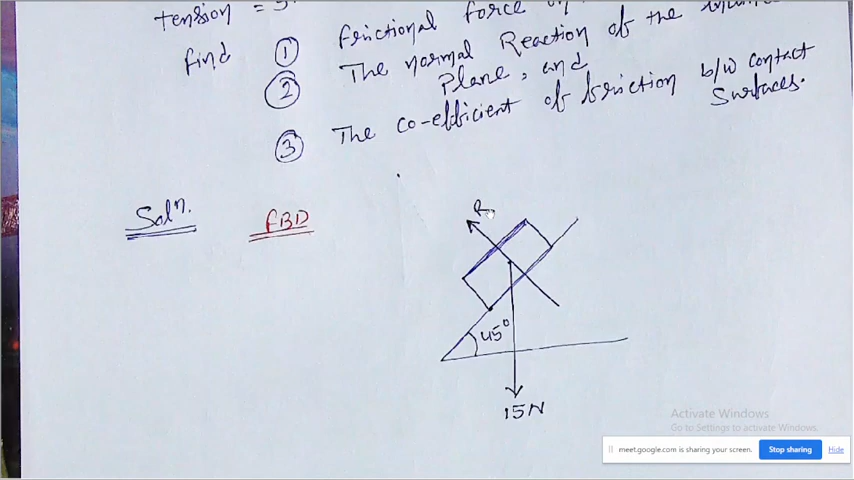 tension =
find ① frictional force
② The normal Reaction of the
Plane, and
③ The co-efficient of friction b/w contact
Surfaces.
Solⁿ. FBD
R
45°
15N
Activate Windows
Go to Settings to activate Windows.
meet.google.com is sharing your screen. Stop sharing Hide